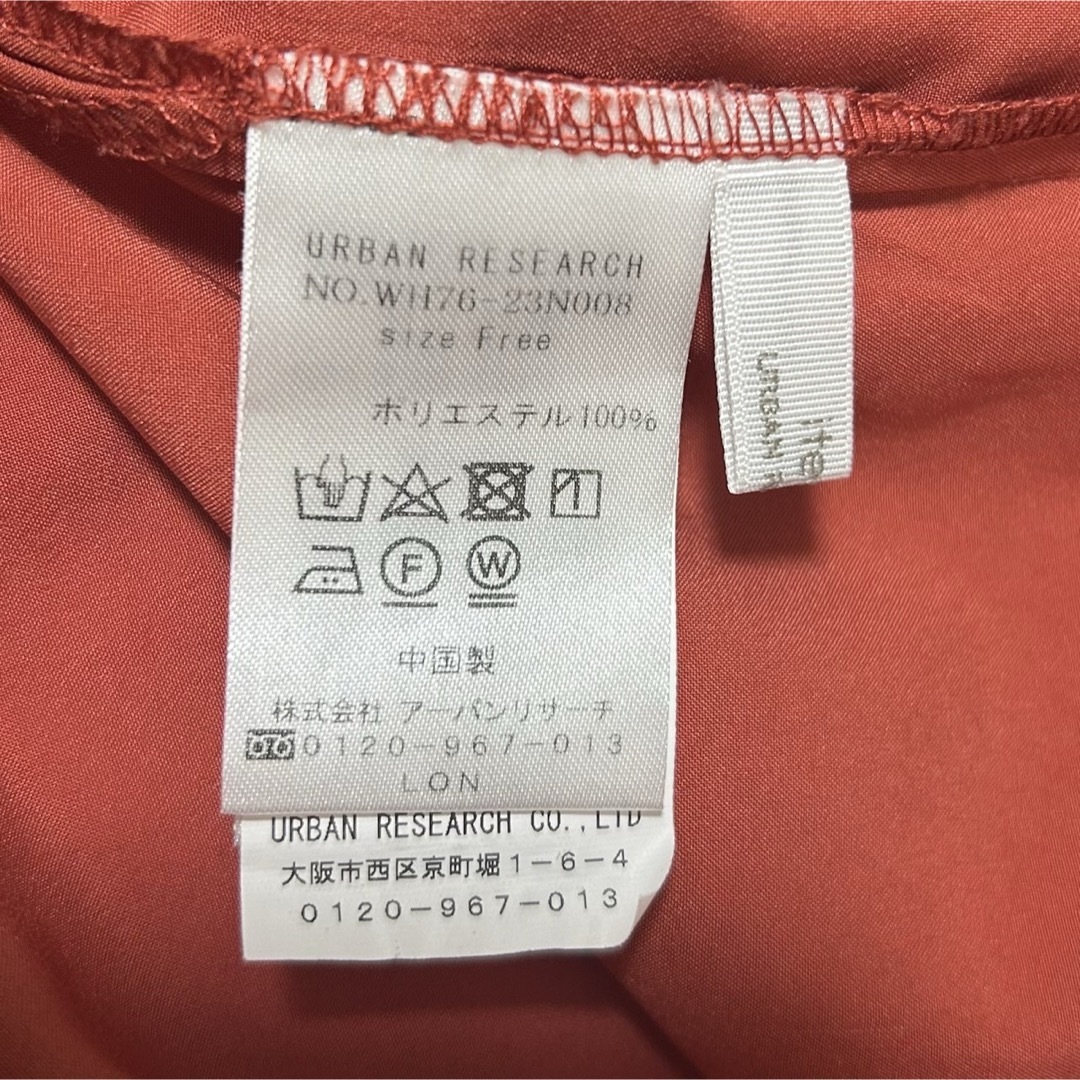 URBAN RESEARCH
NO.WH76-23N008
size Free
ポリエステル100%
F
W
中国製
株式会社 アーバンリサーチ
0120-967-013
LON
URBAN RESEARCH CO.,LTD
大阪市西区京町堀1-6-4
0120-967-013
ite
URBAN